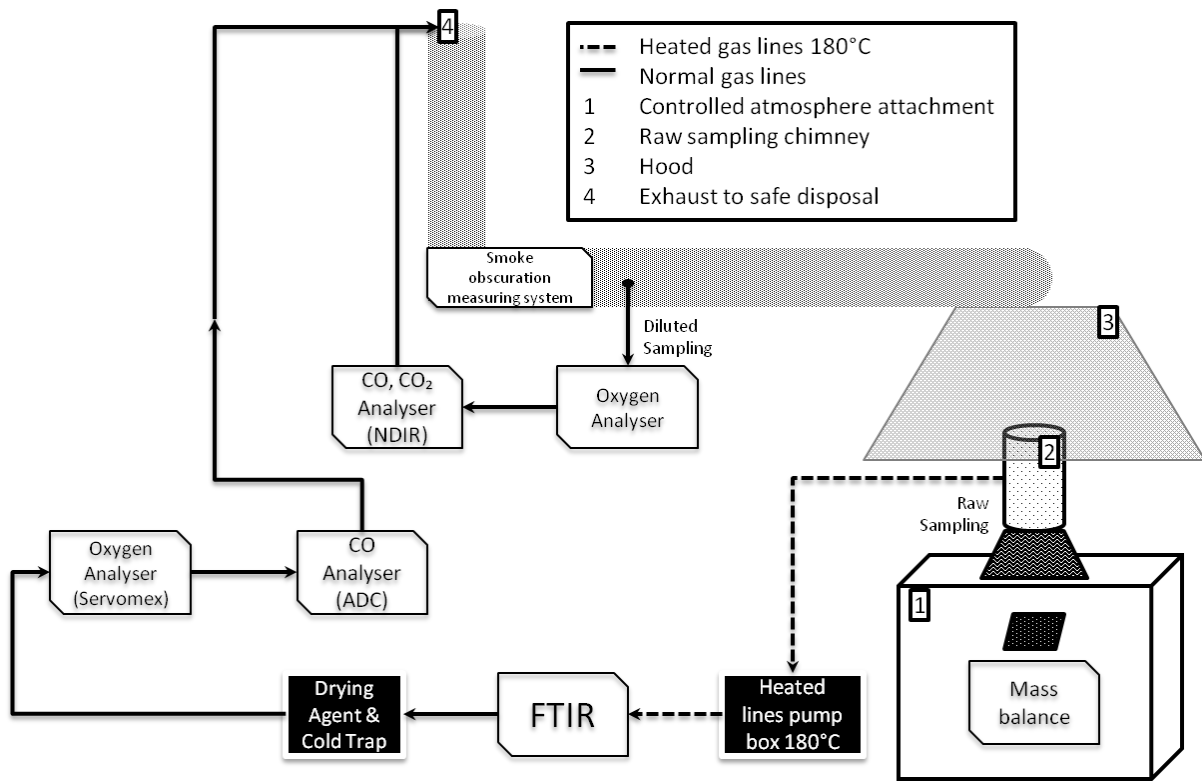 4
Heated gas lines 180°C
Normal gas lines
1 Controlled atmosphere attachment
2 Raw sampling chimney
3 Hood
4 Exhaust to safe disposal
Smoke
obscuration
measuring system
3
Diluted
Sampling
CO, CO₂
Analyser
(NDIR)
Oxygen
Analyser
2
Raw
Sampling
Oxygen
Analyser
(Servomex)
CO
Analyser
(ADC)
1
Drying
Agent &
Cold Trap
FTIR
Heated
lines pump
box 180°C
Mass
balance